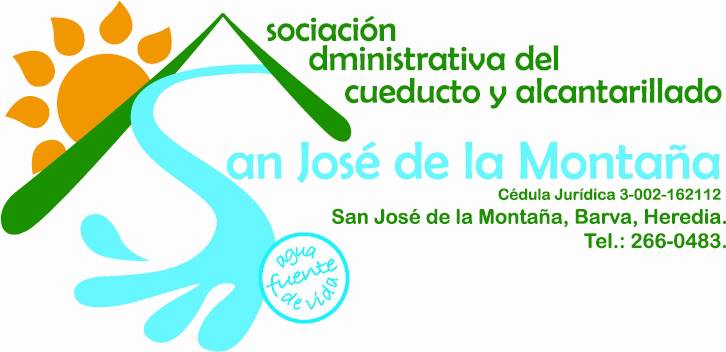 sociación
dministrativa del
cueducto y alcantarillado
San José de la Montaña
Cédula Jurídica 3-002-162112
San José de la Montaña, Barva, Heredia.
Tel.: 266-0483.
agua
fuente
de vida